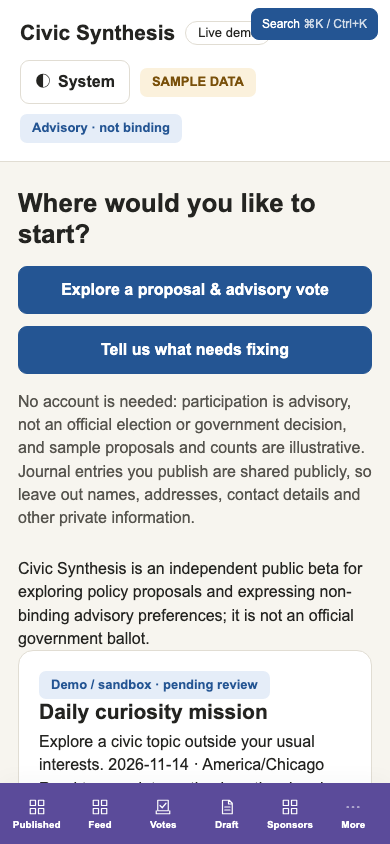 Civic Synthesis
Live dem
Search ⌘K / Ctrl+K
System
SAMPLE DATA
Advisory · not binding
Where would you like to
start?
Explore a proposal & advisory vote
Tell us what needs fixing
No account is needed: participation is advisory,
not an official election or government decision,
and sample proposals and counts are illustrative.
Journal entries you publish are shared publicly, so
leave out names, addresses, contact details and
other private information.
Civic Synthesis is an independent public beta for
exploring policy proposals and expressing non-
binding advisory preferences; it is not an official
government ballot.
Demo / sandbox · pending review
Daily curiosity mission
Explore a civic topic outside your usual
interests. 2026-11-14 · America/Chicago
Published
Feed
Votes
Draft
Sponsors
More